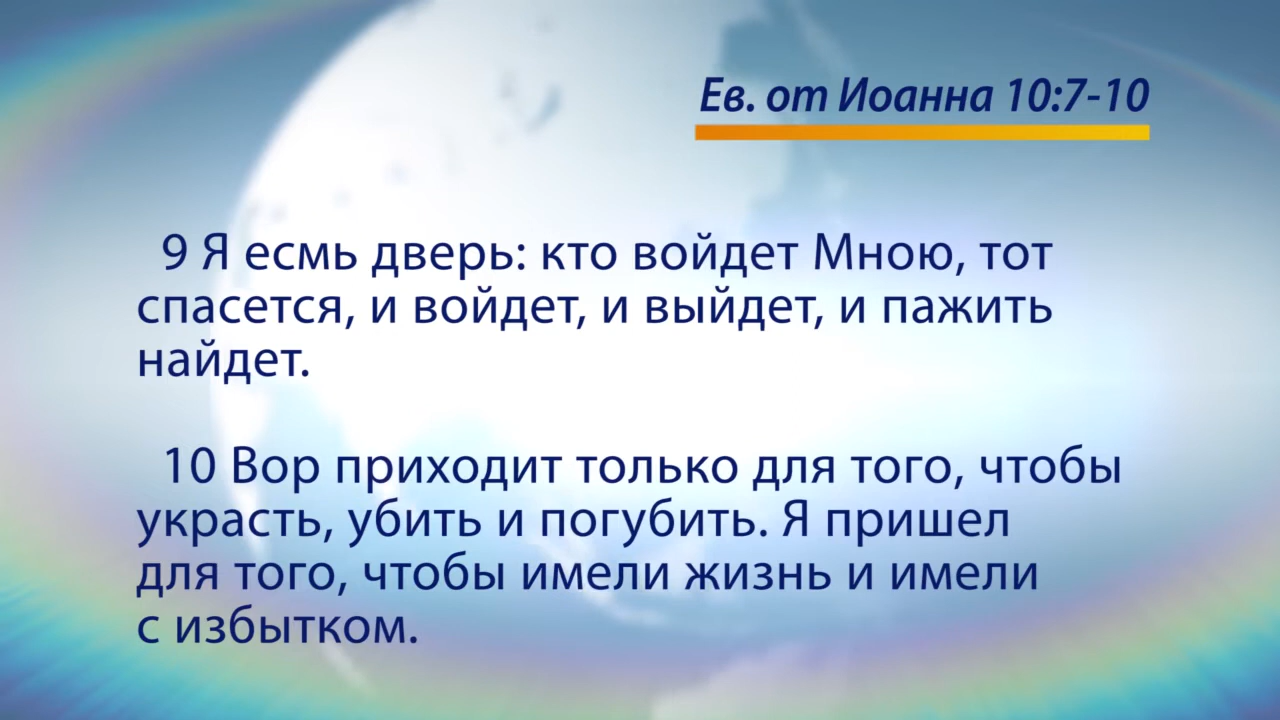 Ев. от Иоанна 10:7-10
9 Я есмь дверь: кто войдет Мною, тот
спасется, и войдет, и выйдет, и пажить
найдет.
10 Вор приходит только для того, чтобы
украсть, убить и погубить. Я пришел
для того, чтобы имели жизнь и имели
с избытком.